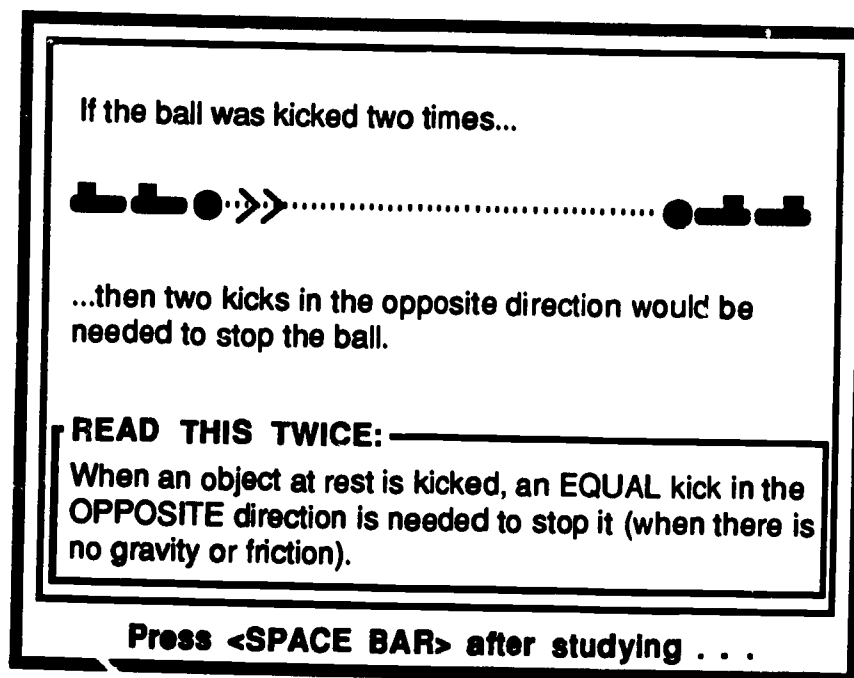 If the ball was kicked two times...
...then two kicks in the opposite direction would be
needed to stop the ball.
READ THIS TWICE:
When an object at rest is kicked, an EQUAL kick in the
OPPOSITE direction is needed to stop it (when there is
no gravity or friction).
Press <SPACE BAR> after studying . . .